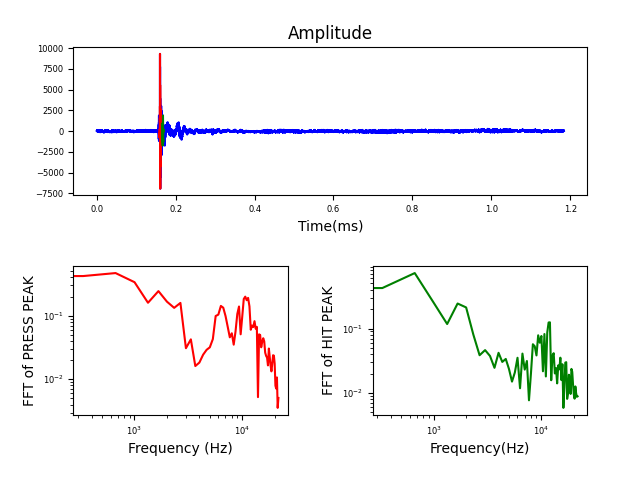 Amplitude
10000
7500
5000
2500
0
−2500
−5000
−7500
0.0 0.2 0.4 0.6 0.8 1.0 1.2
Time(ms)
FFT of PRESS PEAK
10⁻¹
10⁻²
10³ 10⁴
Frequency (Hz)
FFT of HIT PEAK
10⁻¹
10⁻²
10³ 10⁴
Frequency(Hz)